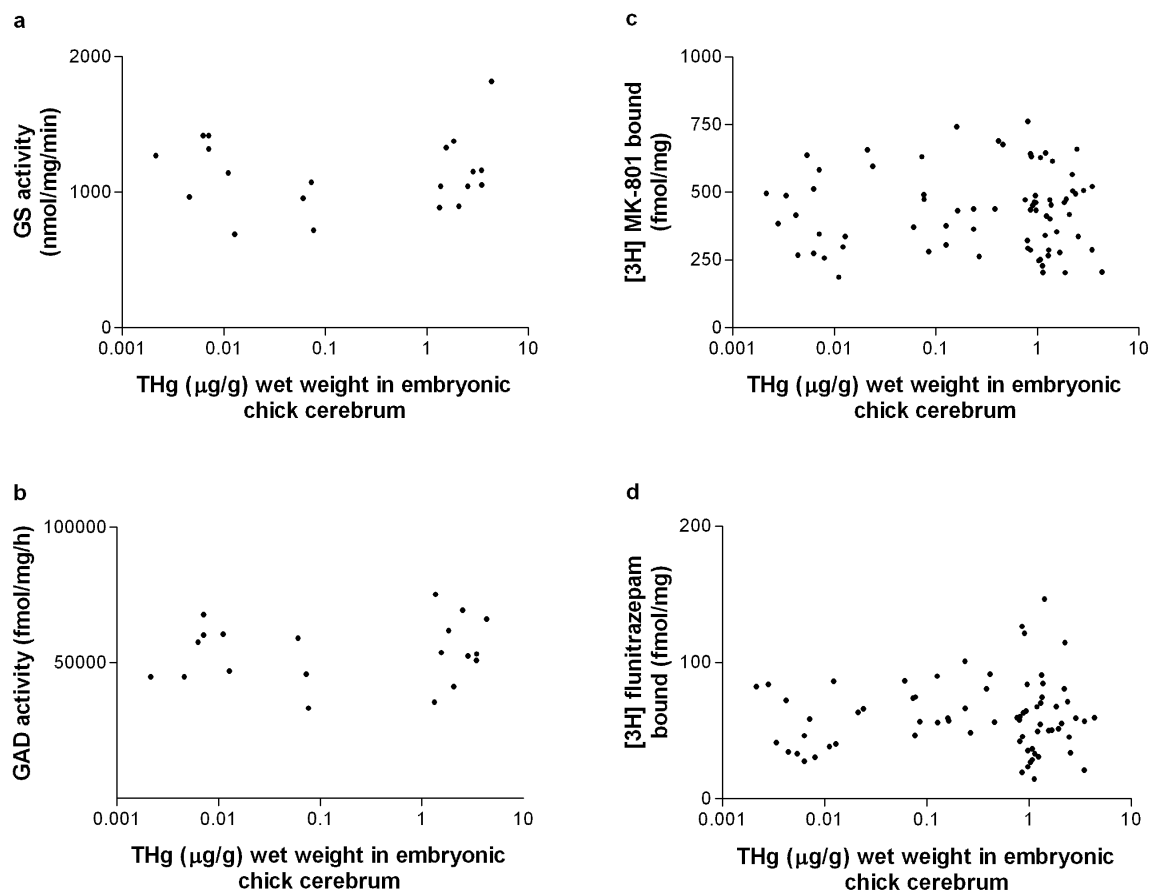 a
2000
1500
1000
500
0
GS activity
(nmol/mg/min)
0.001 0.01 0.1 1 10
THg (μg/g) wet weight in embryonic
chick cerebrum
b
100000
50000
GAD activity (fmol/mg/h)
0.001 0.01 0.1 1 10
THg (μg/g) wet weight in embryonic
chick cerebrum
c
1000
750
500
250
0
[3H] MK-801 bound
(fmol/mg)
0.001 0.01 0.1 1 10
THg (μg/g) wet weight in embryonic
chick cerebrum
d
200
100
0
[3H] flunitrazepam
bound (fmol/mg)
0.001 0.01 0.1 1 10
THg (μg/g) wet weight in embryonic
chick cerebrum